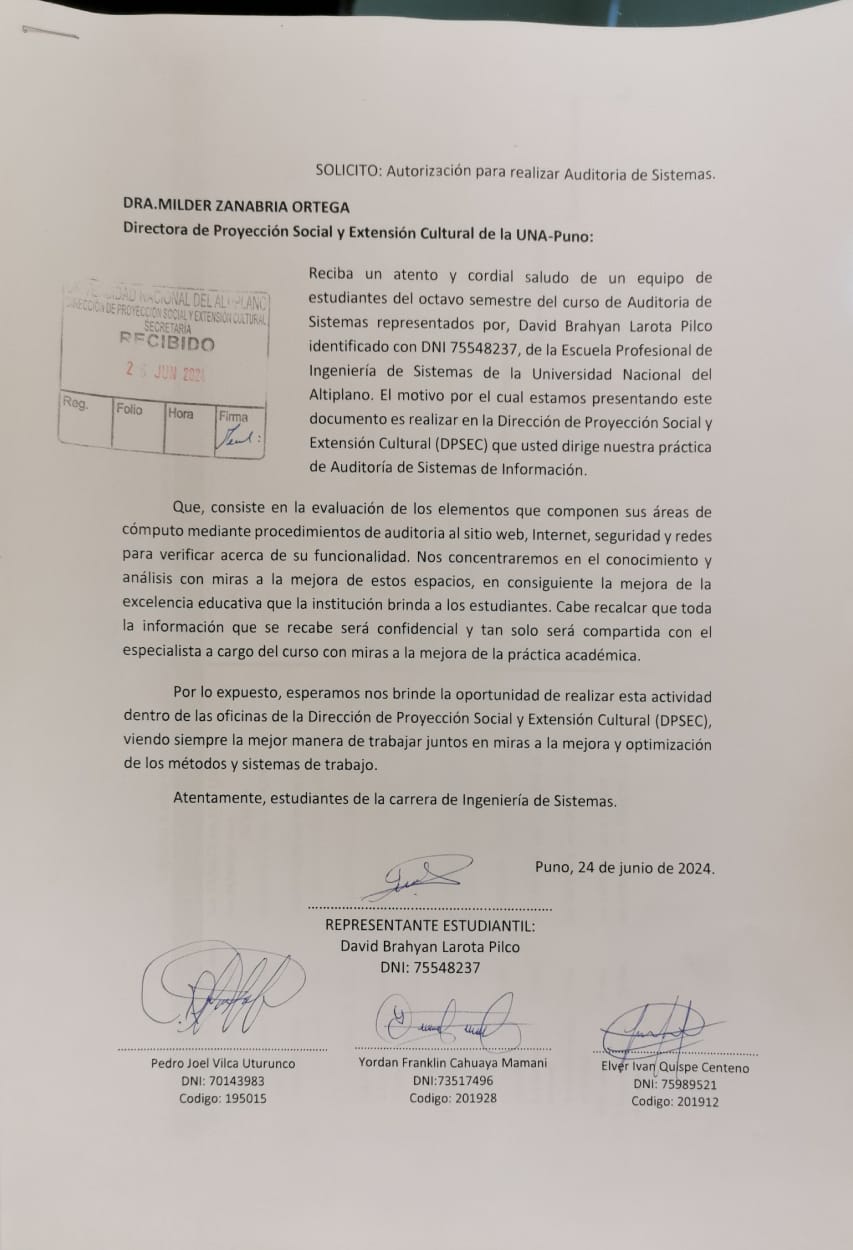 SOLICITO: Autorización para realizar Auditoria de Sistemas.
DRA.MILDER ZANABRIA ORTEGA
Directora de Proyección Social y Extensión Cultural de la UNA-Puno:
UNIVERSIDAD NACIONAL DEL ALTIPLANO
DIRECCIÓN DE PROYECCIÓN SOCIAL Y EXTENSIÓN CULTURAL
SECRETARÍA
RECIBIDO
JUN 2024
Reg. Folio Hora Firma
Reciba un atento y cordial saludo de un equipo de
estudiantes del octavo semestre del curso de Auditoria de
Sistemas representados por, David Brahyan Larota Pilco
identificado con DNI 75548237, de la Escuela Profesional de
Ingeniería de Sistemas de la Universidad Nacional del
Altiplano. El motivo por el cual estamos presentando este
documento es realizar en la Dirección de Proyección Social y
Extensión Cultural (DPSEC) que usted dirige nuestra práctica
de Auditoría de Sistemas de Información.
Que, consiste en la evaluación de los elementos que componen sus áreas de
cómputo mediante procedimientos de auditoria al sitio web, Internet, seguridad y redes
para verificar acerca de su funcionalidad. Nos concentraremos en el conocimiento y
análisis con miras a la mejora de estos espacios, en consiguiente la mejora de la
excelencia educativa que la institución brinda a los estudiantes. Cabe recalcar que toda
la información que se recabe será confidencial y tan solo será compartida con el
especialista a cargo del curso con miras a la mejora de la práctica académica.
Por lo expuesto, esperamos nos brinde la oportunidad de realizar esta actividad
dentro de las oficinas de la Dirección de Proyección Social y Extensión Cultural (DPSEC),
viendo siempre la mejor manera de trabajar juntos en miras a la mejora y optimización
de los métodos y sistemas de trabajo.
Atentamente, estudiantes de la carrera de Ingeniería de Sistemas.
Puno, 24 de junio de 2024.
REPRESENTANTE ESTUDIANTIL:
David Brahyan Larota Pilco
DNI: 75548237
Pedro Joel Vilca Uturunco
DNI: 70143983
Codigo: 195015
Yordan Franklin Cahuaya Mamani
DNI:73517496
Codigo: 201928
Elver Ivan Quispe Centeno
DNI: 75989521
Codigo: 201912